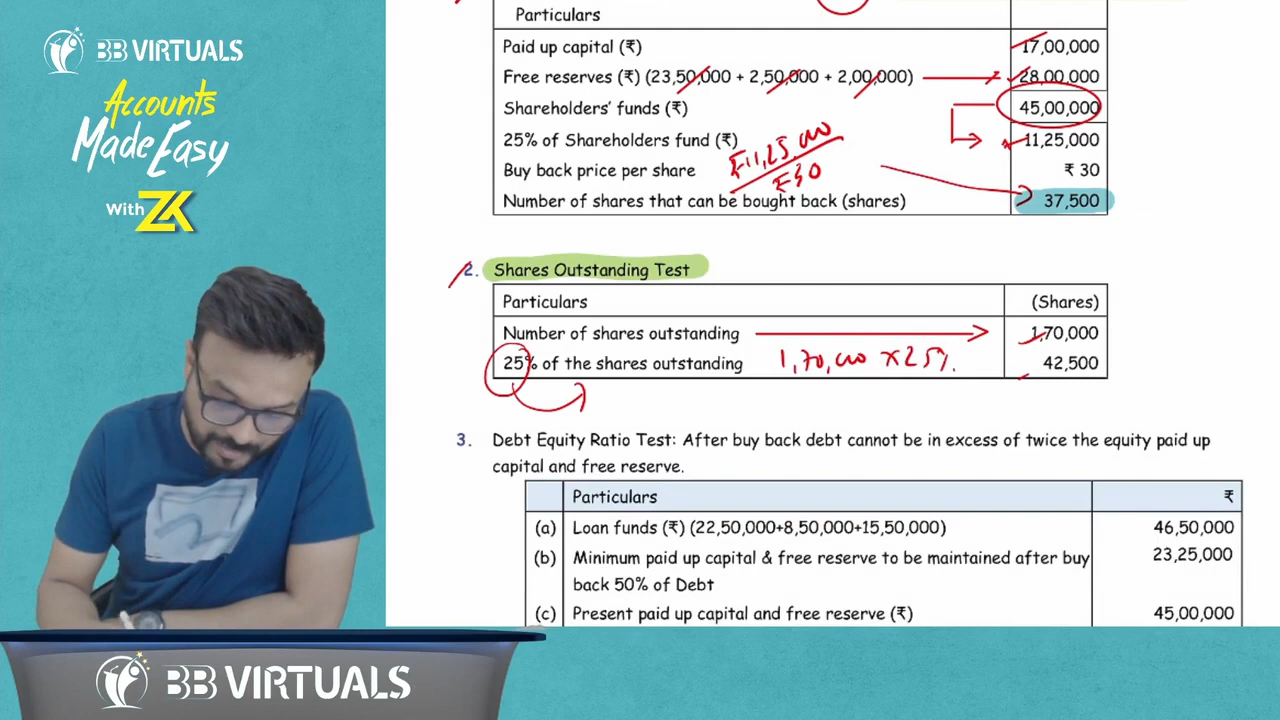 BB VIRTUALS
Accounts
Made Easy
With ZK
Particulars
Paid up capital (₹) 17,00,000
Free reserves (₹) (23,50,000 + 2,50,000 + 2,00,000) 28,00,000
Shareholders' funds (₹) 45,00,000
25% of Shareholders fund (₹) 11,25,000
₹11,25,000
Buy back price per share ₹ 30
₹30
Number of shares that can be bought back (shares) 37,500
2. Shares Outstanding Test
Particulars (Shares)
Number of shares outstanding 1,70,000
25% of the shares outstanding 1,70,000 x 25% 42,500
3. Debt Equity Ratio Test: After buy back debt cannot be in excess of twice the equity paid up
capital and free reserve.
Particulars ₹
(a) Loan funds (₹) (22,50,000+8,50,000+15,50,000) 46,50,000
(b) Minimum paid up capital & free reserve to be maintained after buy 23,25,000
back 50% of Debt
(c) Present paid up capital and free reserve (₹) 45,00,000
BB VIRTUALS